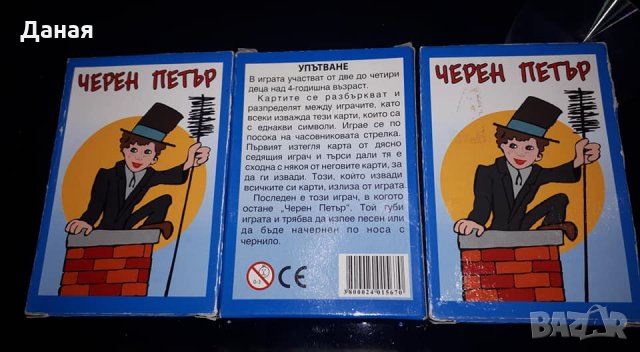 Даная
ЧЕРЕН ПЕТЪР
УПЪТВАНЕ
В играта участват от две до четири
деца над 4-годишна възраст.
Картите се разбъркват и
разпределят между играчите, като
всеки изважда тези карти, които са
с еднакви символи. Играе се по
посока на часовниковата стрелка.
Първият изтегля карта от дясно
седящия играч и търси дали тя е
сходна с някоя от неговите карти, за
да ги извади. Този, който извади
всичките си карти, излиза от играта
Последен е този играч, в когото
остане „Черен Петър". Той губи
играта и трябва да изпее песен или
да бъде начернен по носа с
чернило.
0-3
CE
3800024015670
ЧЕРЕН ПЕТЪР
BAZAR